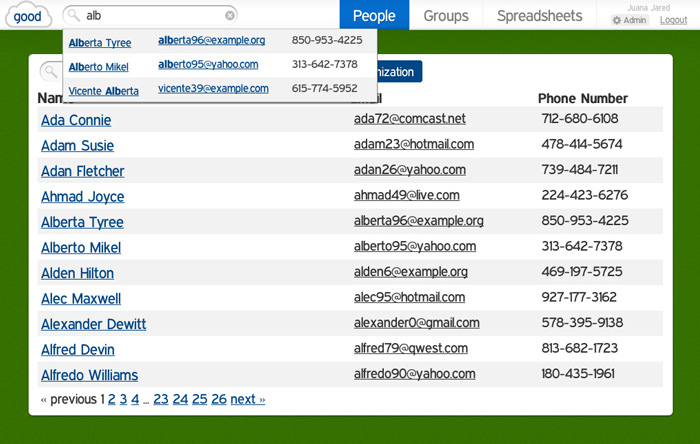 good
alb
People
Groups
Spreadsheets
Juana Jared
Admin
Logout
Alberta Tyree alberta96@example.org 850-953-4225
Alberto Mikel alberto95@yahoo.com 313-642-7378
Vicente Alberta vicente39@example.com 615-774-5952
nization
Name Email Phone Number
Ada Connie ada72@comcast.net 712-680-6108
Adam Susie adam23@hotmail.com 478-414-5674
Adan Fletcher adan26@yahoo.com 739-484-7211
Ahmad Joyce ahmad49@live.com 224-423-6276
Alberta Tyree alberta96@example.org 850-953-4225
Alberto Mikel alberto95@yahoo.com 313-642-7378
Alden Hilton alden6@example.org 469-197-5725
Alec Maxwell alec95@hotmail.com 927-177-3162
Alexander Dewitt alexander0@gmail.com 578-395-9138
Alfred Devin alfred79@qwest.com 813-682-1723
Alfredo Williams alfredo90@yahoo.com 180-435-1961
« previous 1 2 3 4 ... 23 24 25 26 next »